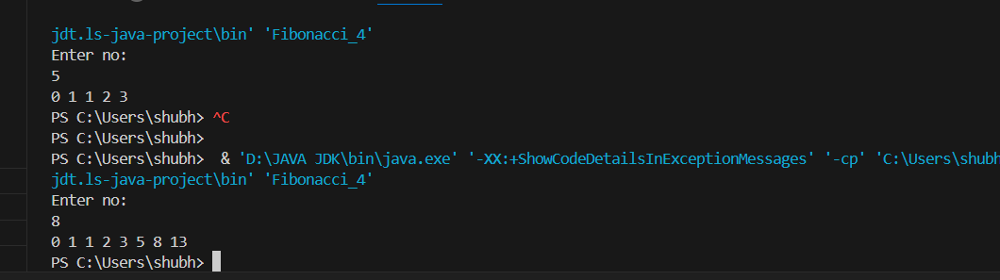 jdt.ls-java-project\bin' 'Fibonacci_4'
Enter no:
5
0 1 1 2 3
PS C:\Users\shubh> ^C
PS C:\Users\shubh>
PS C:\Users\shubh>  & 'D:\JAVA JDK\bin\java.exe' '-XX:+ShowCodeDetailsInExceptionMessages' '-cp' 'C:\Users\shubh
jdt.ls-java-project\bin' 'Fibonacci_4'
Enter no:
8
0 1 1 2 3 5 8 13
PS C:\Users\shubh>